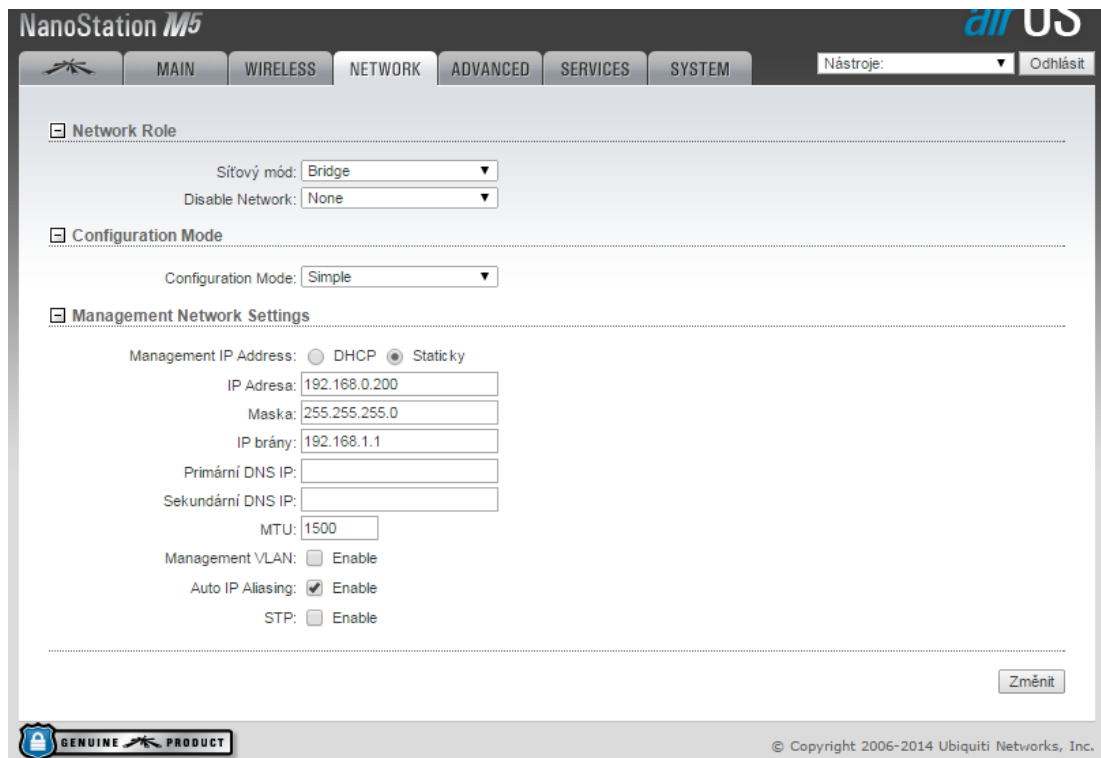 NanoStation M5
air OS
MAIN WIRELESS NETWORK ADVANCED SERVICES SYSTEM Nástroje: Odhlásit
Network Role
Síťový mód: Bridge
Disable Network: None
Configuration Mode
Configuration Mode: Simple
Management Network Settings
Management IP Address: DHCP Staticky
IP Adresa: 192.168.0.200
Maska: 255.255.255.0
IP brány: 192.168.1.1
Primární DNS IP:
Sekundární DNS IP:
MTU: 1500
Management VLAN: Enable
Auto IP Aliasing: Enable
STP: Enable
Změnit
GENUINE PRODUCT
© Copyright 2006-2014 Ubiquiti Networks, Inc.